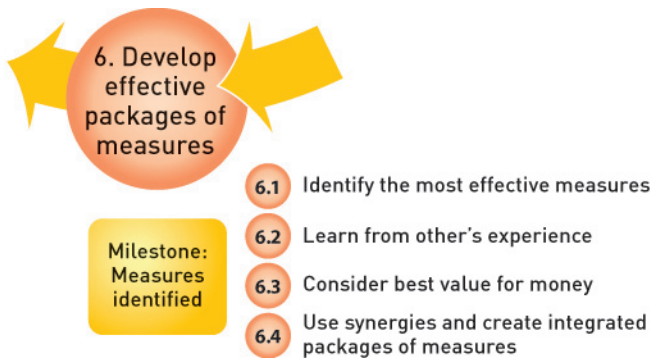 6. Develop
effective
packages of
measures
6.1 Identify the most effective measures
6.2 Learn from other's experience
Milestone:
Measures
identified
6.3 Consider best value for money
6.4 Use synergies and create integrated
packages of measures